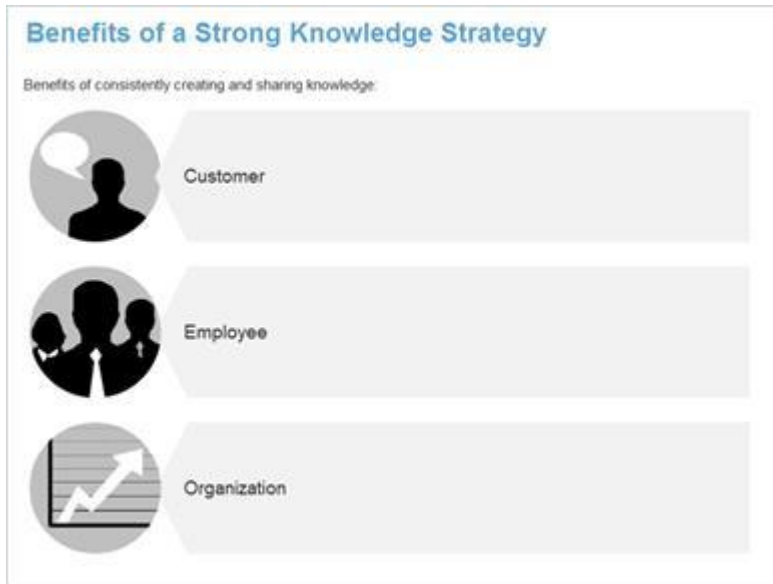 Benefits of a Strong Knowledge Strategy
Benefits of consistently creating and sharing knowledge:
Customer
Employee
Organization